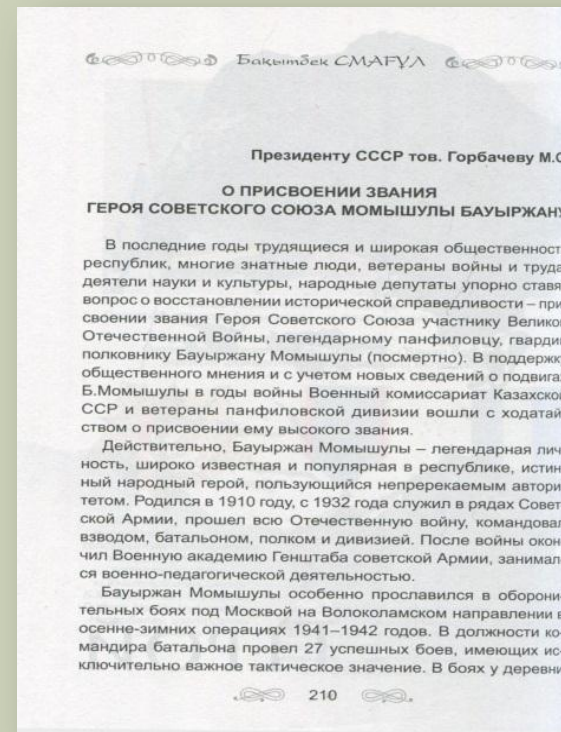 Бақытбек СМАҒҰЛ
Президенту СССР тов. Горбачеву М.С
О ПРИСВОЕНИИ ЗВАНИЯ
ГЕРОЯ СОВЕТСКОГО СОЮЗА МОМЫШУЛЫ БАУЫРЖАНУ
В последние годы трудящиеся и широкая общественност
республик, многие знатные люди, ветераны войны и труда
деятели науки и культуры, народные депутаты упорно ставя
вопрос о восстановлении исторической справедливости – при
своении звания Героя Советского Союза участнику Велико
Отечественной Войны, легендарному панфиловцу, гвардии
полковнику Бауыржану Момышулы (посмертно). В поддержку
общественного мнения и с учетом новых сведений о подвига
Б.Момышулы в годы войны Военный комиссариат Казахско
ССР и ветераны панфиловской дивизии вошли с ходатай
ством о присвоении ему высокого звания.
Действительно, Бауыржан Момышулы – легендарная лич
ность, широко известная и популярная в республике, истин
ный народный герой, пользующийся непререкаемым автори
тетом. Родился в 1910 году, с 1932 года служил в рядах Совет
ской Армии, прошел всю Отечественную войну, командовал
взводом, батальоном, полком и дивизией. После войны окон
чил Военную академию Генштаба советской Армии, занимал
ся военно-педагогической деятельностью.
Бауыржан Момышулы особенно прославился в оборони
тельных боях под Москвой на Волоколамском направлении в
осенне-зимних операциях 1941–1942 годов. В должности ко
мандира батальона провел 27 успешных боев, имеющих ис
ключительно важное тактическое значение. В боях у деревни
210